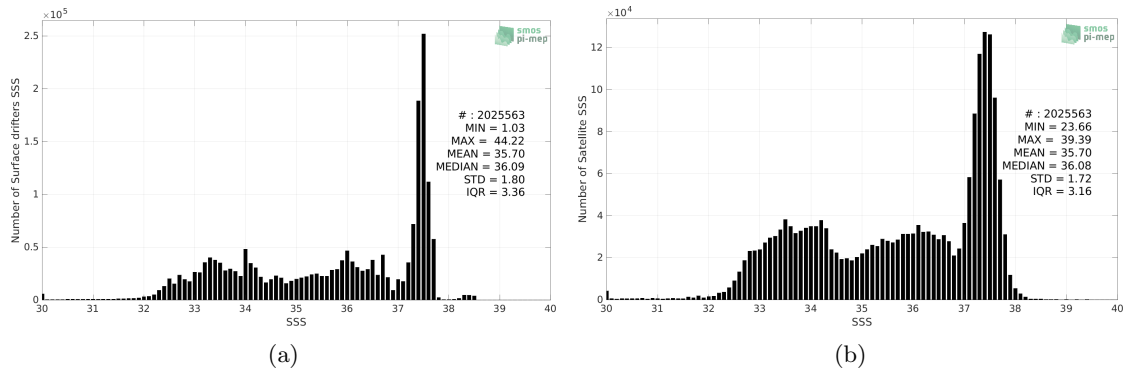 ×10⁵
2.5
2
1.5
1
0.5
0
30 31 32 33 34 35 36 37 38 39 40
SSS
Number of Surface drifters SSS
smos
pi-mep
# : 2025563
MIN = 1.03
MAX = 44.22
MEAN = 35.70
MEDIAN = 36.09
STD = 1.80
IQR = 3.36
(a)
×10⁴
12
10
8
6
4
2
0
30 31 32 33 34 35 36 37 38 39 40
SSS
Number of Satellite SSS
smos
pi-mep
# : 2025563
MIN = 23.66
MAX = 39.39
MEAN = 35.70
MEDIAN = 36.08
STD = 1.72
IQR = 3.16
(b)